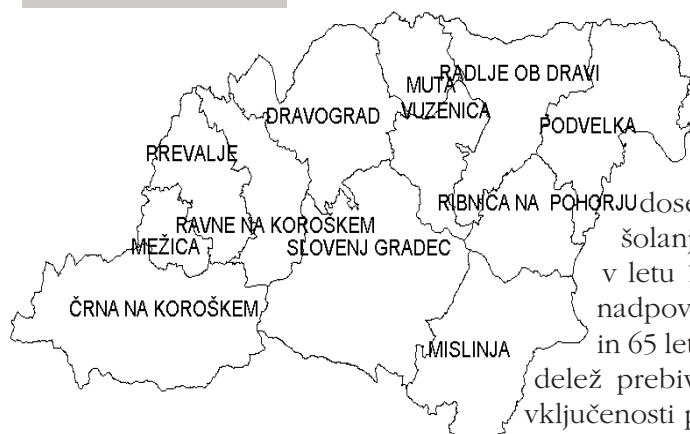 RADLJE OB DRAVI
MUTA
VUZENICA
DRAVOGRAD
PODVELKA
PREVALJE
RIBNICA NA POHORJU
RAVNE NA KOROŠKEM
MEŽICA
SLOVENJ GRADEC
ČRNA NA KOROŠKEM
MISLINJA
šolanj
v letu
nadpov
in 65 let
delež prebiv
vključenosti p